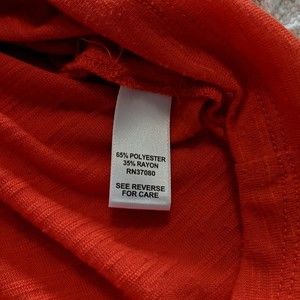 65% POLYESTER
35% RAYON
RN37080
SEE REVERSE
FOR CARE